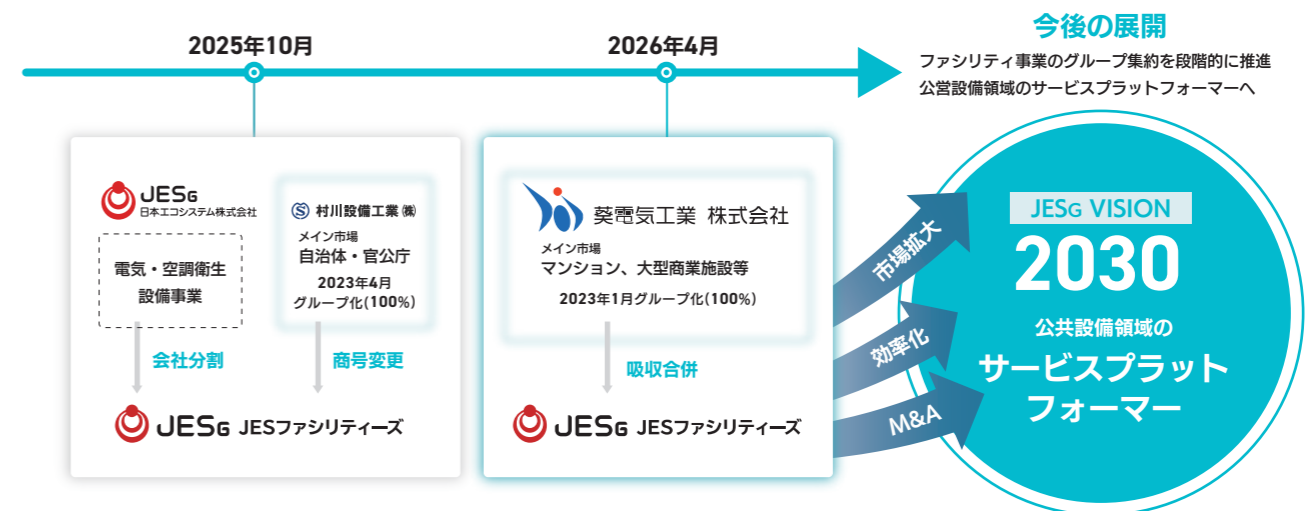 2025年10月
2026年4月
今後の展開
ファシリティ事業のグループ集約を段階的に推進
公営設備領域のサービスプラットフォーマーへ
JESG
日本エコシステム株式会社
電気・空調衛生
設備事業
会社分割
S 村川設備工業㈱
メイン市場
自治体・官公庁
2023年4月
グループ化(100%)
商号変更
JESG JESファシリティーズ
葵電気工業 株式会社
メイン市場
マンション、大型商業施設等
2023年1月グループ化(100%)
吸収合併
JESG JESファシリティーズ
市場拡大
効率化
M&A
JESG VISION
2030
公共設備領域の
サービスプラット
フォーマー